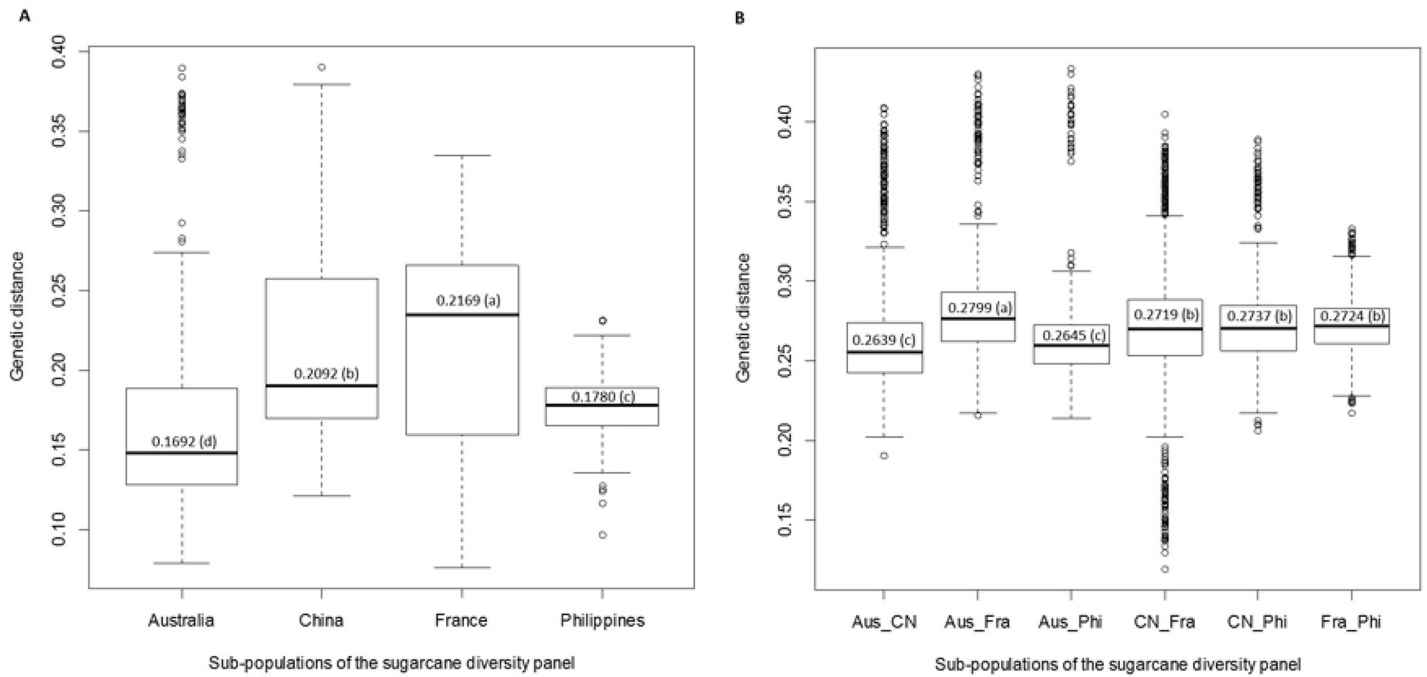 A
Genetic distance
0.40
0.35
0.30
0.25
0.20
0.15
0.10
0.1692 (d)
0.2092 (b)
0.2169 (a)
0.1780 (c)
Australia
China
France
Philippines
Sub-populations of the sugarcane diversity panel
B
Genetic distance
0.40
0.35
0.30
0.25
0.20
0.15
0.2639 (c)
0.2799 (a)
0.2645 (c)
0.2719 (b)
0.2737 (b)
0.2724 (b)
Aus_CN
Aus_Fra
Aus_Phi
CN_Fra
CN_Phi
Fra_Phi
Sub-populations of the sugarcane diversity panel